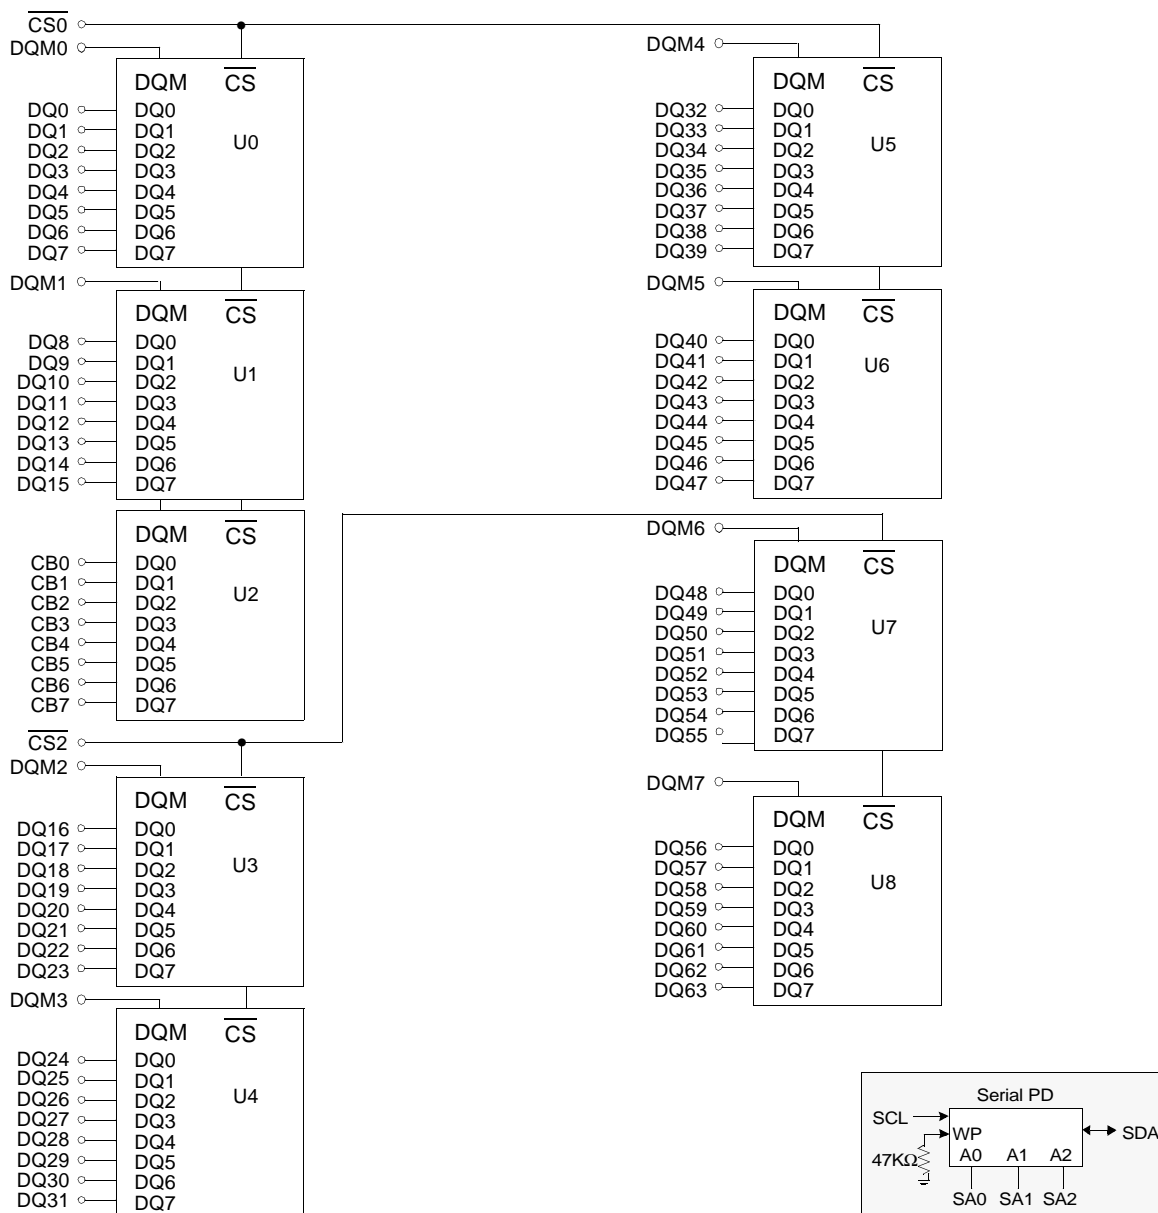 CS0
DQM0
DQM CS
DQ0 DQ0
DQ1 DQ1
DQ2 DQ2
DQ3 DQ3
DQ4 DQ4
DQ5 DQ5
DQ6 DQ6
DQ7 DQ7
U0
DQM1
DQM CS
DQ8 DQ0
DQ9 DQ1
DQ10 DQ2
DQ11 DQ3
DQ12 DQ4
DQ13 DQ5
DQ14 DQ6
DQ15 DQ7
U1
DQM CS
CB0 DQ0
CB1 DQ1
CB2 DQ2
CB3 DQ3
CB4 DQ4
CB5 DQ5
CB6 DQ6
CB7 DQ7
U2
CS2
DQM2
DQM CS
DQ16 DQ0
DQ17 DQ1
DQ18 DQ2
DQ19 DQ3
DQ20 DQ4
DQ21 DQ5
DQ22 DQ6
DQ23 DQ7
U3
DQM3
DQM CS
DQ24 DQ0
DQ25 DQ1
DQ26 DQ2
DQ27 DQ3
DQ28 DQ4
DQ29 DQ5
DQ30 DQ6
DQ31 DQ7
U4
DQM4
DQM CS
DQ32 DQ0
DQ33 DQ1
DQ34 DQ2
DQ35 DQ3
DQ36 DQ4
DQ37 DQ5
DQ38 DQ6
DQ39 DQ7
U5
DQM5
DQM CS
DQ40 DQ0
DQ41 DQ1
DQ42 DQ2
DQ43 DQ3
DQ44 DQ4
DQ45 DQ5
DQ46 DQ6
DQ47 DQ7
U6
DQM6
DQM CS
DQ48 DQ0
DQ49 DQ1
DQ50 DQ2
DQ51 DQ3
DQ52 DQ4
DQ53 DQ5
DQ54 DQ6
DQ55 DQ7
U7
DQM7
DQM CS
DQ56 DQ0
DQ57 DQ1
DQ58 DQ2
DQ59 DQ3
DQ60 DQ4
DQ61 DQ5
DQ62 DQ6
DQ63 DQ7
U8
Serial PD
SCL
WP
SDA
47KΩ
A0 A1 A2
SA0 SA1 SA2